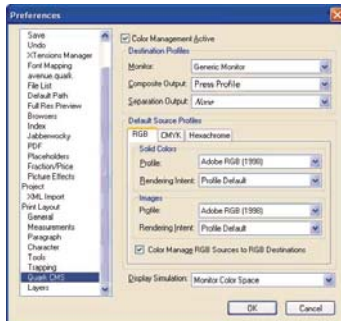 Preferences
Save
Undo
XTensions Manager
Font Mapping
avenue.quark
File List
Default Path
Full Res Preview
Browsers
Index
Jabberwocky
PDF
Placeholders
Fraction/Price
Picture Effects
Project
XML Import
Print Layout
General
Measurements
Paragraph
Character
Tools
Trapping
Quark CMS
Layers
Color Management Active
Destination Profiles
Monitor: Generic Monitor
Composite Output: Press Profile
Separation Output: None
Default Source Profiles
RGB CMYK Hexachrome
Solid Colors
Profile: Adobe RGB (1998)
Rendering Intent: Profile Default
Images
Profile: Adobe RGB (1998)
Rendering Intent: Profile Default
Color Manage RGB Sources to RGB Destinations
Display Simulation: Monitor Color Space
OK Cancel